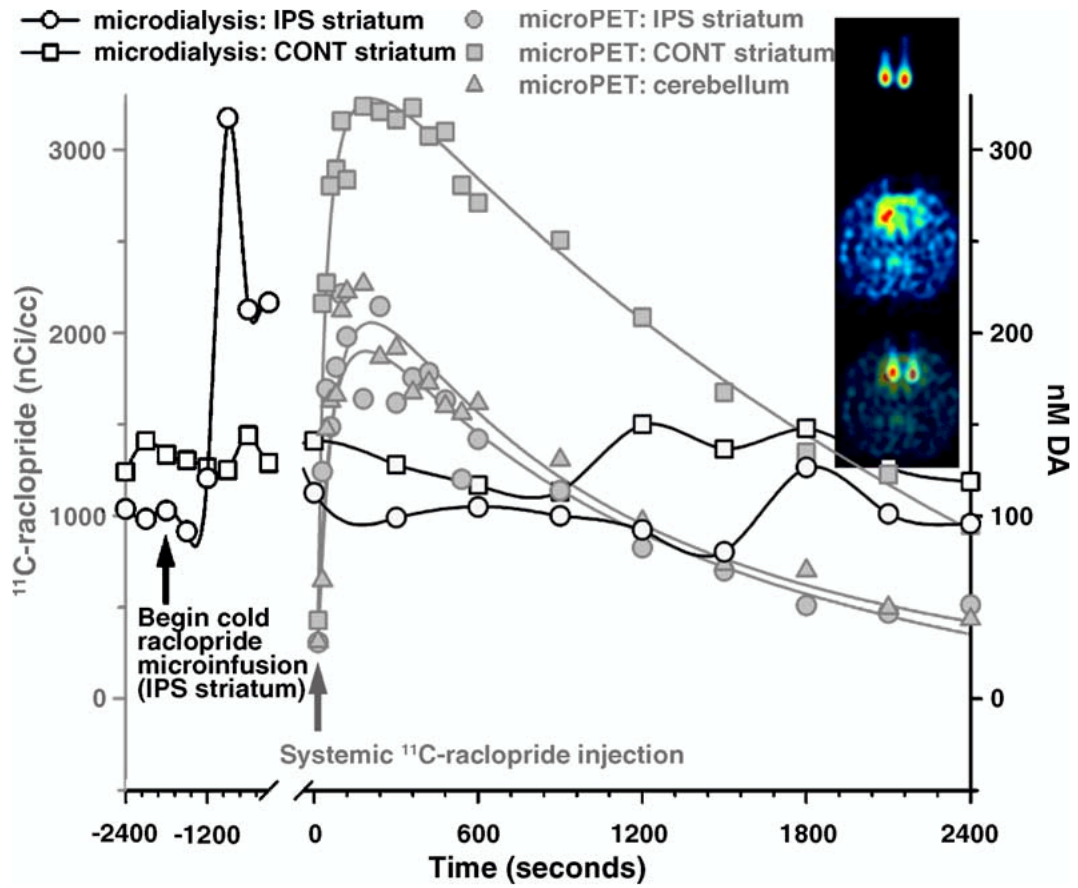 microdialysis: IPS striatum
microdialysis: CONT striatum
microPET: IPS striatum
microPET: CONT striatum
microPET: cerebellum
¹¹C-raclopride (nCi/cc)
3000
2000
1000
0
300
200
100
0
nM DA
Begin cold
raclopride
microinfusion
(IPS striatum)
Systemic ¹¹C-raclopride injection
-2400 -1200 0 600 1200 1800 2400
Time (seconds)